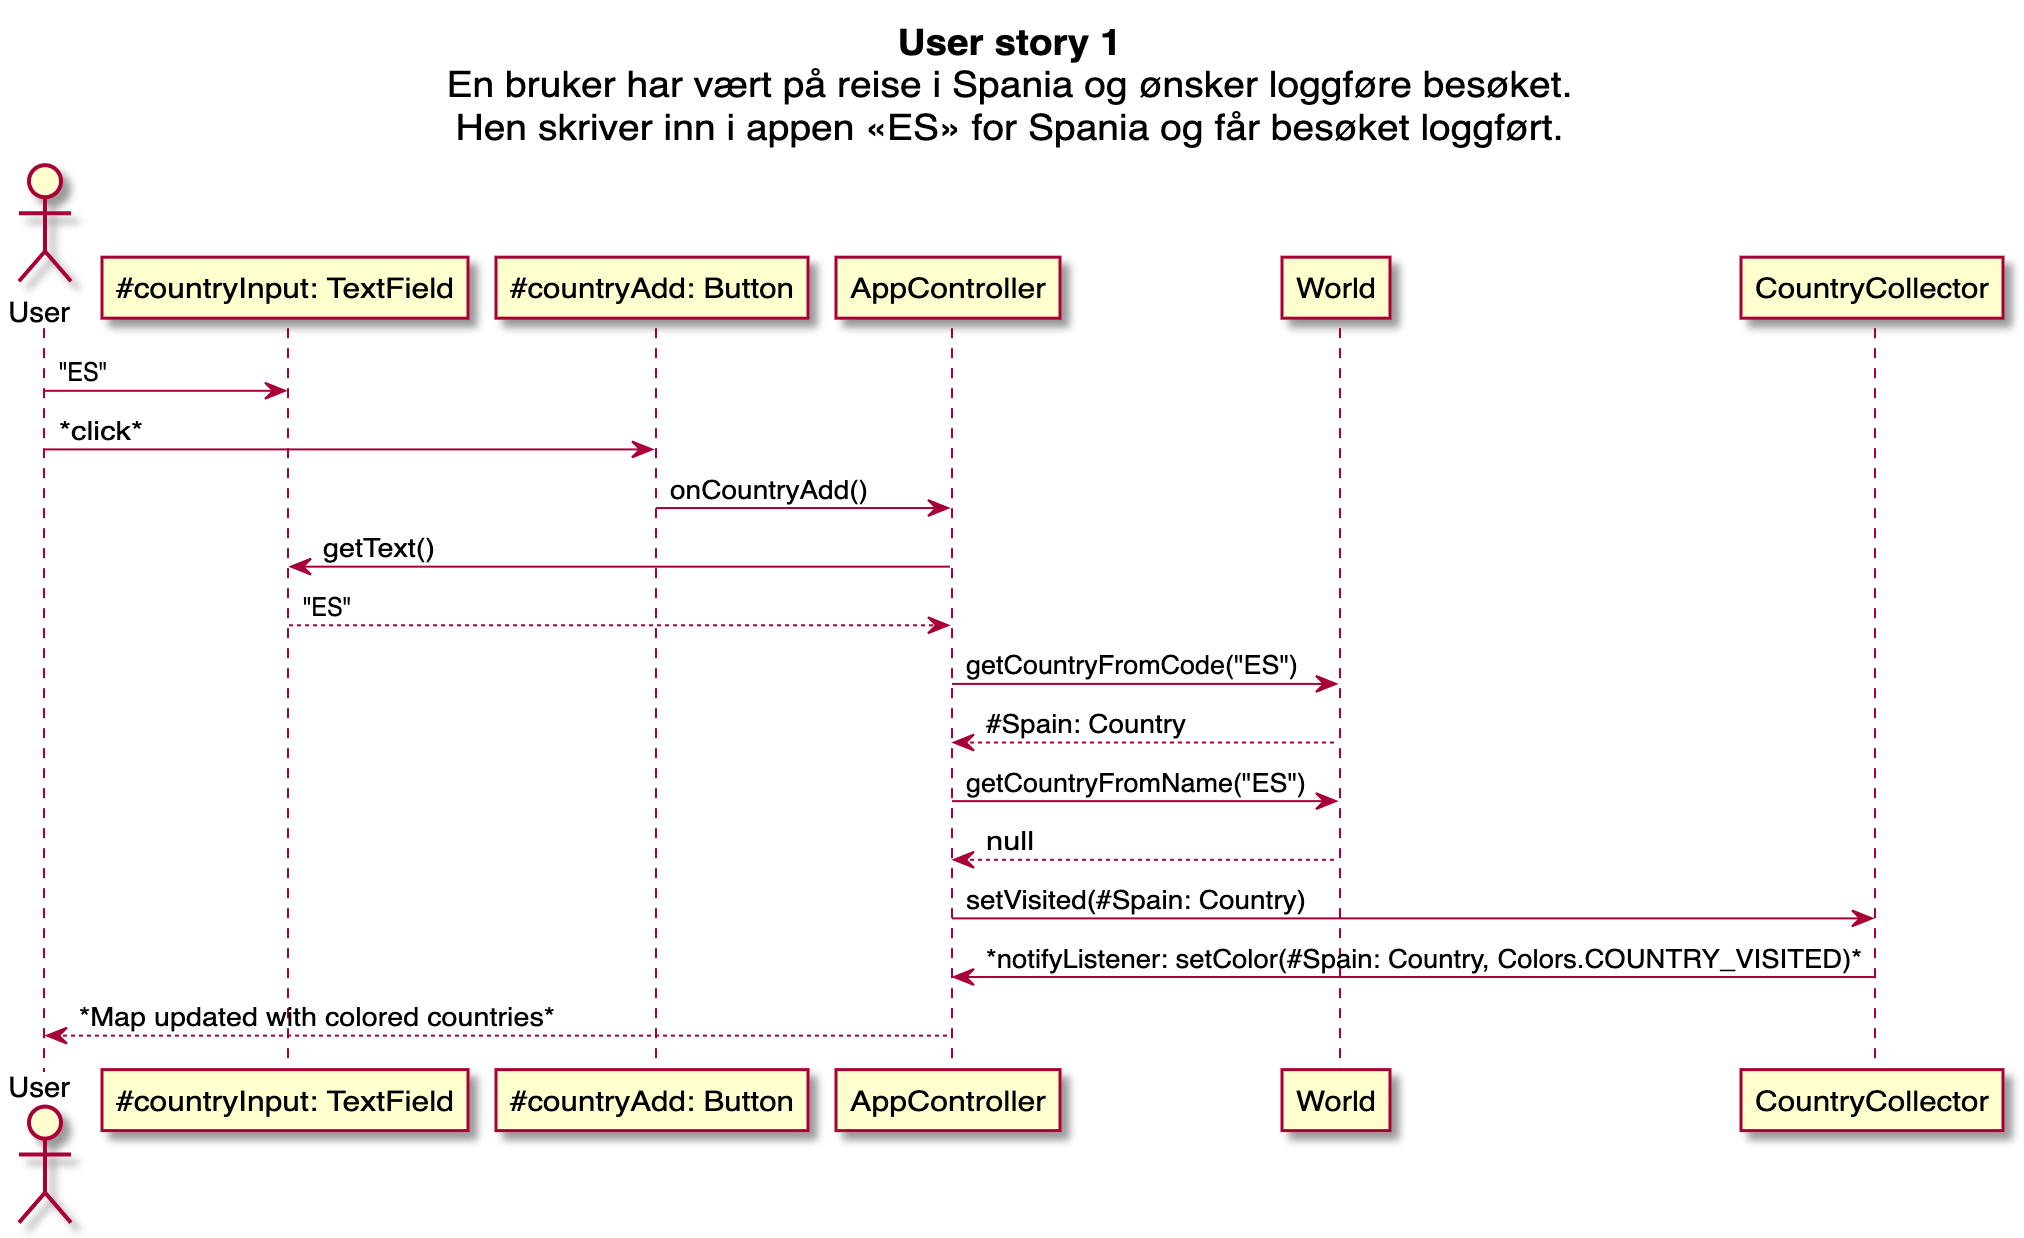 User story 1
En bruker har vært på reise i Spania og ønsker loggføre besøket.
Hen skriver inn i appen «ES» for Spania og får besøket loggført.
User
#countryInput: TextField
#countryAdd: Button
AppController
World
CountryCollector
"ES"
*click*
onCountryAdd()
getText()
"ES"
getCountryFromCode("ES")
#Spain: Country
getCountryFromName("ES")
null
setVisited(#Spain: Country)
*notifyListener: setColor(#Spain: Country, Colors.COUNTRY_VISITED)*
*Map updated with colored countries*
User
#countryInput: TextField
#countryAdd: Button
AppController
World
CountryCollector